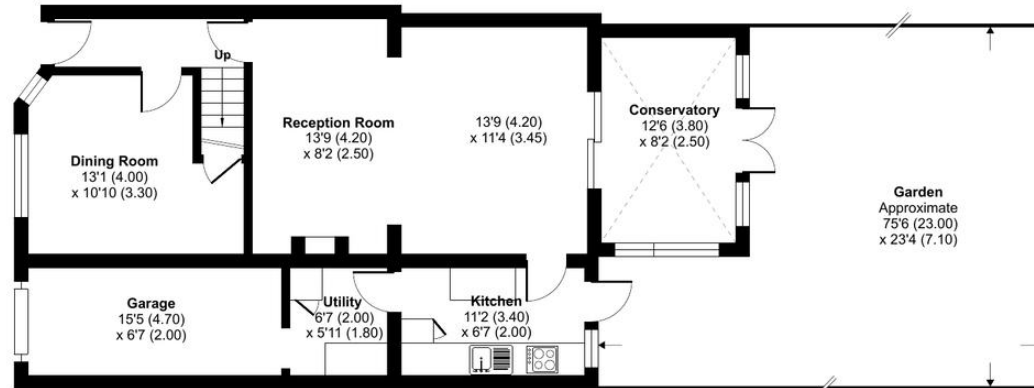 Up
Dining Room
13'1 (4.00)
x 10'10 (3.30)
Reception Room
13'9 (4.20)
x 8'2 (2.50)
13'9 (4.20)
x 11'4 (3.45)
Conservatory
12'6 (3.80)
x 8'2 (2.50)
Garden
Approximate
75'6 (23.00)
x 23'4 (7.10)
Garage
15'5 (4.70)
x 6'7 (2.00)
Utility
6'7 (2.00)
x 5'11 (1.80)
Kitchen
11'2 (3.40)
x 6'7 (2.00)